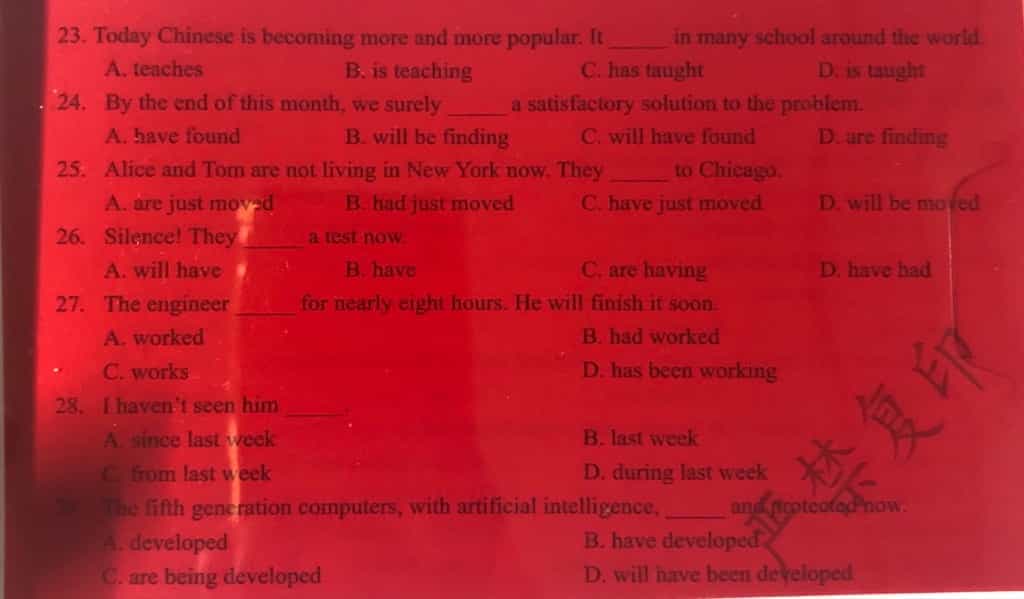 23. Today Chinese is becoming more and more popular. It _____ in many school around the world.
A. teaches B. is teaching C. has taught D. is taught
24. By the end of this month, we surely _____ a satisfactory solution to the problem.
A. have found B. will be finding C. will have found D. are finding
25. Alice and Tom are not living in New York now. They _____ to Chicago.
A. are just moved B. had just moved C. have just moved D. will be moved
26. Silence! They _____ a test now.
A. will have B. have C. are having D. have had
27. The engineer _____ for nearly eight hours. He will finish it soon.
A. worked B. had worked
C. works D. has been working
28. I haven't seen him _____.
A. since last week B. last week
C. from last week D. during last week
The fifth generation computers, with artificial intelligence, _____ and protected now.
A. developed B. have developed
C. are being developed D. will have been developed
严禁复印